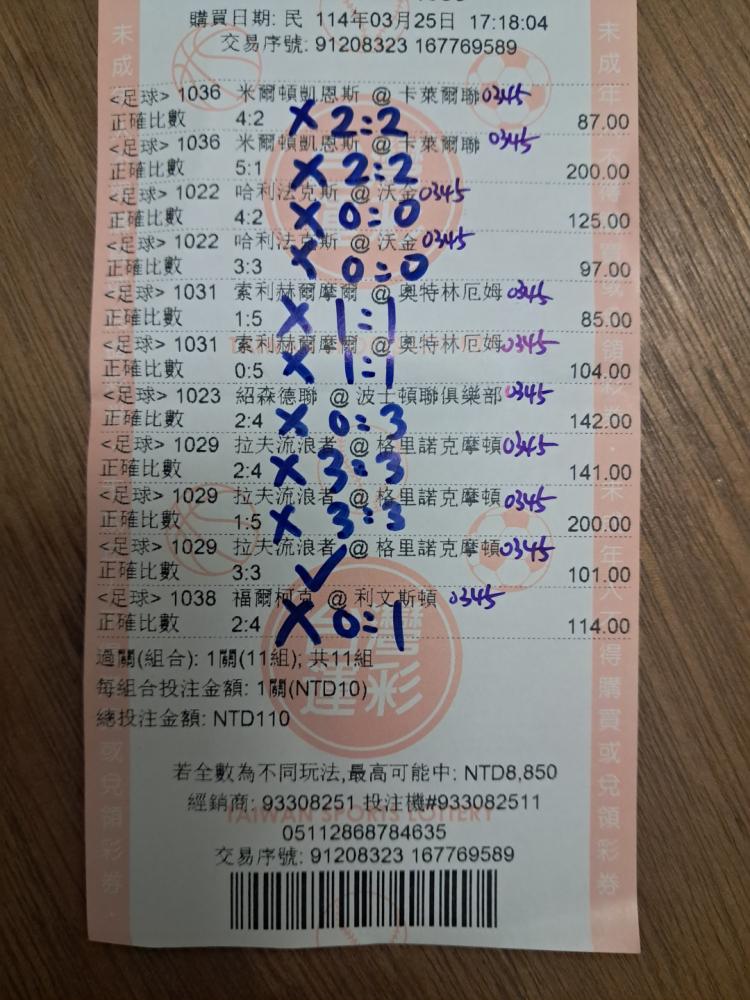 購買日期: 民 114年03月25日 17:18:04
交易序號: 91208323 167769589
<足球> 1036 米爾頓凱恩斯 @ 卡萊爾聯 0345
正確比數 4:2 X 2:2 87.00
<足球> 1036 米爾頓凱恩斯 @ 卡萊爾聯 0345
正確比數 5:1 X 2:2 200.00
<足球> 1022 哈利法克斯 @ 沃金 0345
正確比數 4:2 X 0:0 125.00
<足球> 1022 哈利法克斯 @ 沃金 0345
正確比數 3:3 X 0:0 97.00
<足球> 1031 索利赫爾摩爾 @ 奧特林厄姆 0345
正確比數 1:5 X 1:1 85.00
<足球> 1031 索利赫爾摩爾 @ 奧特林厄姆 0345
正確比數 0:5 X 1:1 104.00
<足球> 1023 紹森德聯 @ 波士頓聯俱樂部 0345
正確比數 2:4 X 0:3 142.00
<足球> 1029 拉夫流浪者 @ 格里諾克摩頓 0345
正確比數 2:4 X 3:3 141.00
<足球> 1029 拉夫流浪者 @ 格里諾克摩頓 0345
正確比數 1:5 X 3:3 200.00
<足球> 1029 拉夫流浪者 @ 格里諾克摩頓 0345
正確比數 3:3 ✓ 101.00
<足球> 1038 福爾柯克 @ 利文斯頓 0345
正確比數 2:4 X 0:1 114.00
過關(組合): 1關(11組); 共11組
每組合投注金額: 1關(NTD10)
總投注金額: NTD110
台灣運彩
若全數為不同玩法,最高可能中: NTD8,850
經銷商: 93308251 投注機#933082511
TAIWAN SPORTS LOTTERY
05112868784635
交易序號: 91208323 167769589